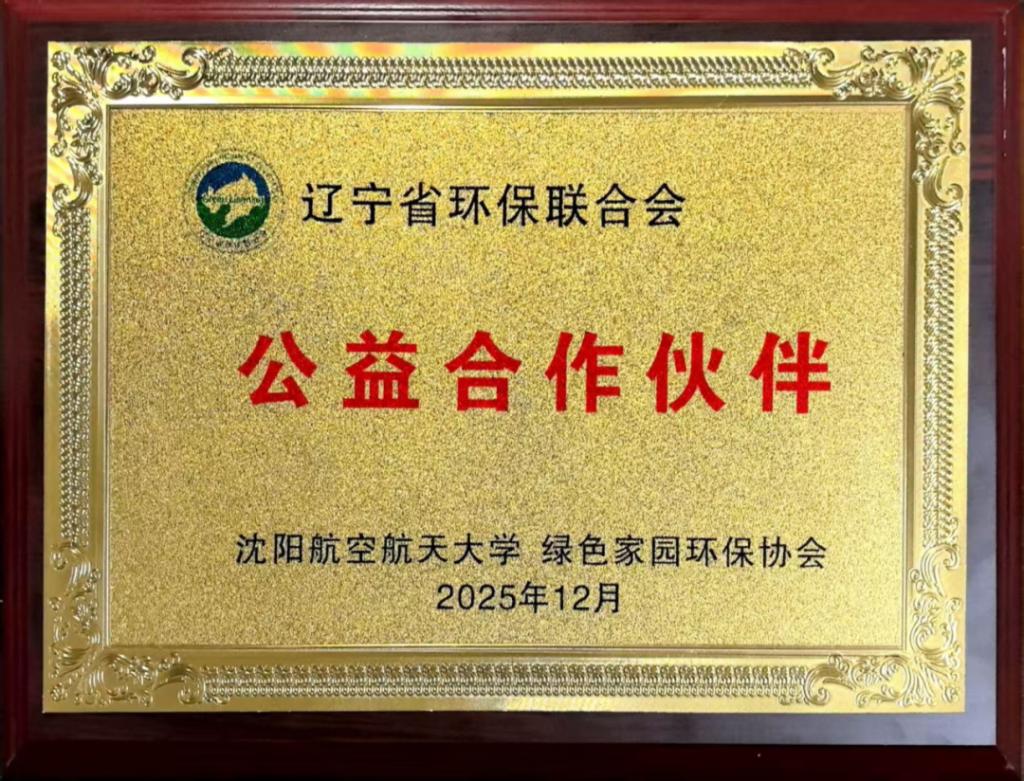 辽宁省环保联合会
公益合作伙伴
沈阳航空航天大学 绿色家园环保协会
2025年12月